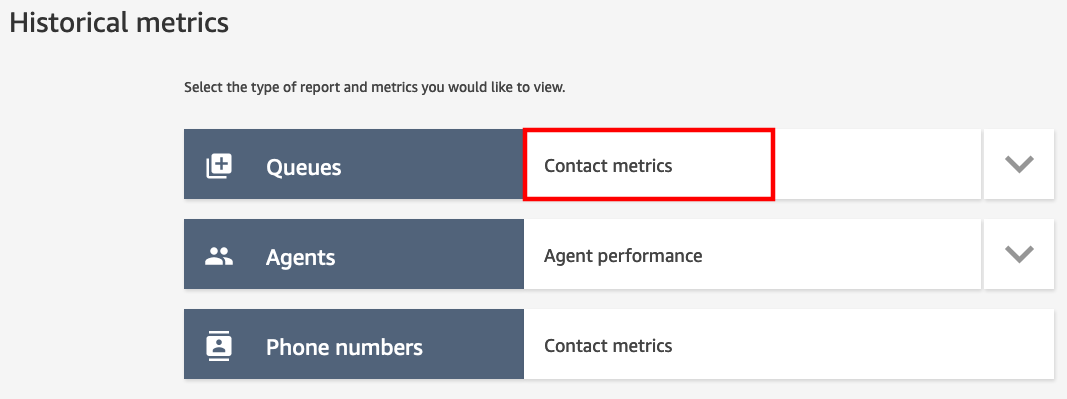 Historical metrics
Select the type of report and metrics you would like to view.
Queues
Contact metrics
Agents
Agent performance
Phone numbers
Contact metrics